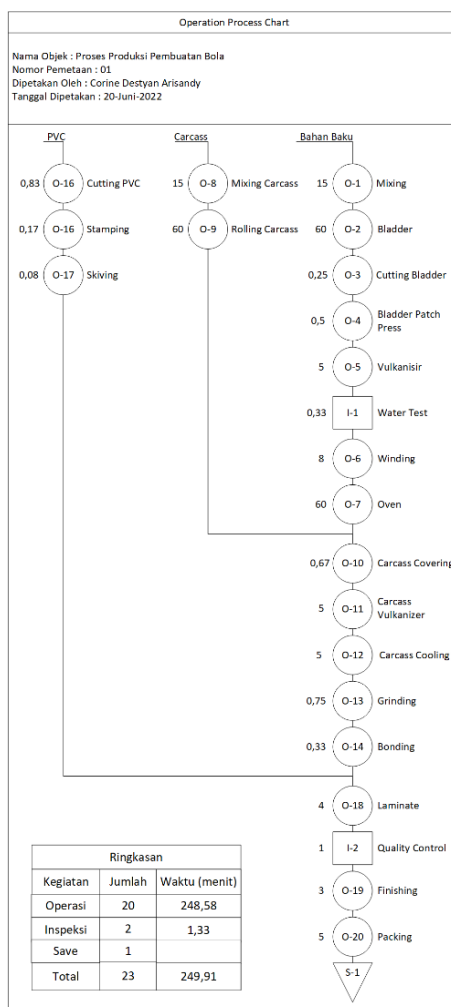 Operation Process Chart
Nama Objek : Proses Produksi Pembuatan Bola
Nomor Pemetaan : 01
Dipetakan Oleh : Corine Destyan Arisandy
Tanggal Dipetakan : 20-Juni-2022
PVC Carcass Bahan Baku
0,83 O-16 Cutting PVC 15 O-8 Mixing Carcass 15 O-1 Mixing
0,17 O-16 Stamping 60 O-9 Rolling Carcass 60 O-2 Bladder
0,08 O-17 Skiving 0,25 O-3 Cutting Bladder
0,5 O-4 Bladder Patch
Press
5 O-5 Vulkanisir
0,33 I-1 Water Test
8 O-6 Winding
60 O-7 Oven
0,67 O-10 Carcass Covering
5 O-11 Carcass
Vulkanizer
5 O-12 Carcass Cooling
0,75 O-13 Grinding
0,33 O-14 Bonding
4 O-18 Laminate
1 I-2 Quality Control
3 O-19 Finishing
5 O-20 Packing
S-1
Ringkasan
Kegiatan Jumlah Waktu (menit)
Operasi 20 248,58
Inspeksi 2 1,33
Save 1
Total 23 249,91